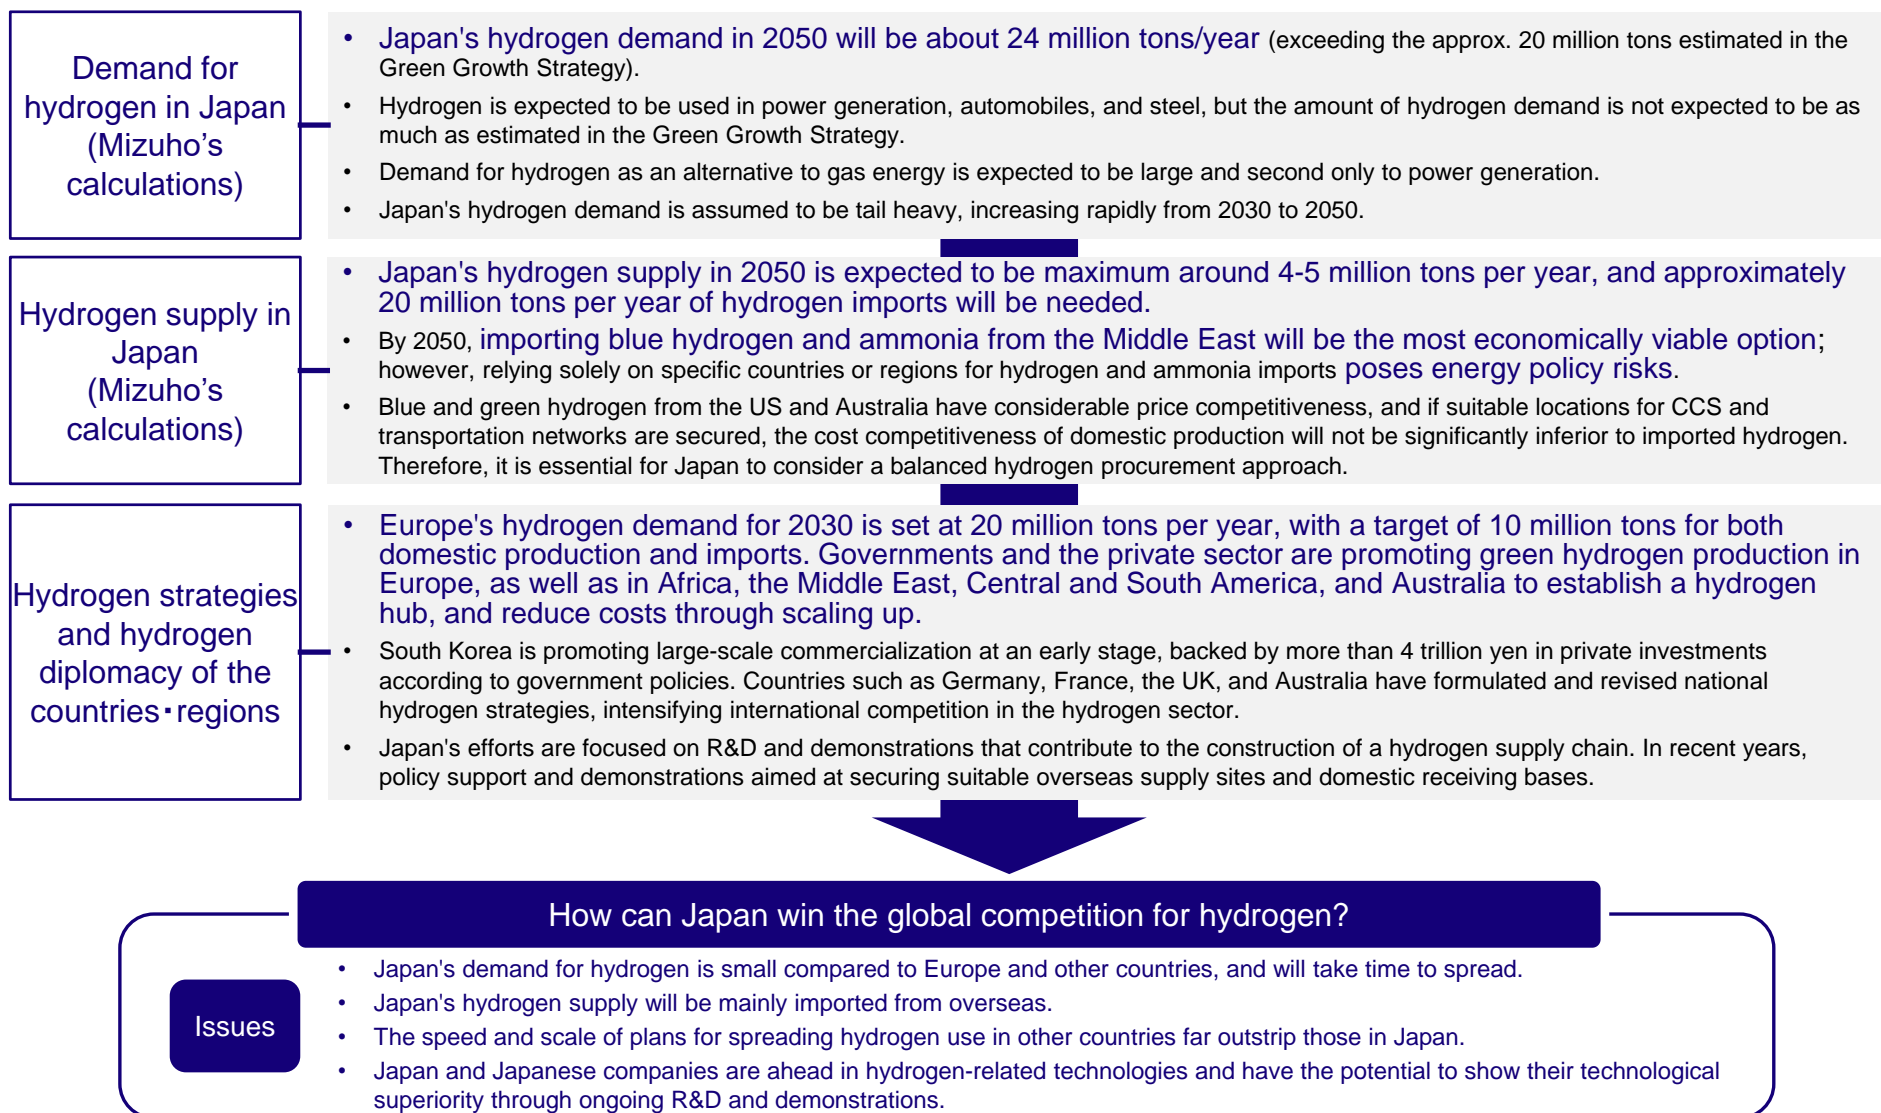 Demand for
hydrogen in Japan
(Mizuho’s
calculations)
• Japan's hydrogen demand in 2050 will be about 24 million tons/year (exceeding the approx. 20 million tons estimated in the
Green Growth Strategy).
• Hydrogen is expected to be used in power generation, automobiles, and steel, but the amount of hydrogen demand is not expected to be as
much as estimated in the Green Growth Strategy.
• Demand for hydrogen as an alternative to gas energy is expected to be large and second only to power generation.
• Japan's hydrogen demand is assumed to be tail heavy, increasing rapidly from 2030 to 2050.
Hydrogen supply in
Japan
(Mizuho’s
calculations)
• Japan's hydrogen supply in 2050 is expected to be maximum around 4-5 million tons per year, and approximately
20 million tons per year of hydrogen imports will be needed.
• By 2050, importing blue hydrogen and ammonia from the Middle East will be the most economically viable option;
however, relying solely on specific countries or regions for hydrogen and ammonia imports poses energy policy risks.
• Blue and green hydrogen from the US and Australia have considerable price competitiveness, and if suitable locations for CCS and
transportation networks are secured, the cost competitiveness of domestic production will not be significantly inferior to imported hydrogen.
Therefore, it is essential for Japan to consider a balanced hydrogen procurement approach.
Hydrogen strategies
and hydrogen
diplomacy of the
countries・regions
• Europe's hydrogen demand for 2030 is set at 20 million tons per year, with a target of 10 million tons for both
domestic production and imports. Governments and the private sector are promoting green hydrogen production in
Europe, as well as in Africa, the Middle East, Central and South America, and Australia to establish a hydrogen
hub, and reduce costs through scaling up.
• South Korea is promoting large-scale commercialization at an early stage, backed by more than 4 trillion yen in private investments
according to government policies. Countries such as Germany, France, the UK, and Australia have formulated and revised national
hydrogen strategies, intensifying international competition in the hydrogen sector.
• Japan's efforts are focused on R&D and demonstrations that contribute to the construction of a hydrogen supply chain. In recent years,
policy support and demonstrations aimed at securing suitable overseas supply sites and domestic receiving bases.
How can Japan win the global competition for hydrogen?
Issues
• Japan's demand for hydrogen is small compared to Europe and other countries, and will take time to spread.
• Japan's hydrogen supply will be mainly imported from overseas.
• The speed and scale of plans for spreading hydrogen use in other countries far outstrip those in Japan.
• Japan and Japanese companies are ahead in hydrogen-related technologies and have the potential to show their technological
superiority through ongoing R&D and demonstrations.